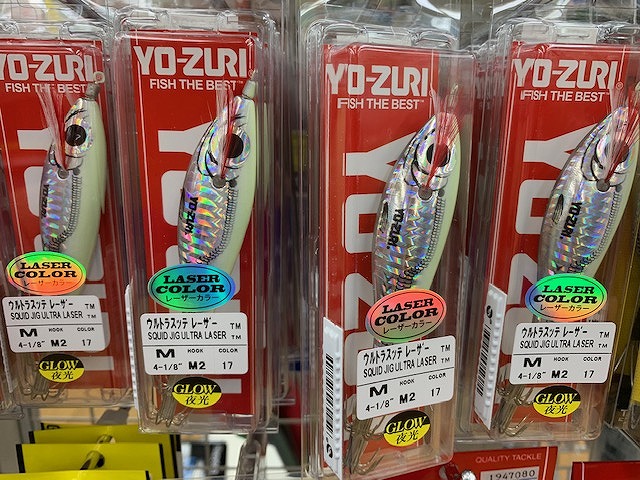 YO-ZURI
FISH THE BEST
LASER
COLOR
レーザーカラー
ウルトラスッテ レーザー TM
SQUID JIG ULTRA LASER TM
M HOOK COLOR
4-1/8" M2 17
GLOW
夜光
YO-ZURI
FISH THE BEST
YO-ZURI
LASER
COLOR
レーザーカラー
ウルトラスッテ レーザー TM
SQUID JIG ULTRA LASER TM
M HOOK COLOR
4-1/8" M2 17
GLOW
夜光
YO-ZURI
FISH THE BEST
YO-ZURI
LASER
COLOR
レーザーカラー
ウルトラスッテ レーザー TM
SQUID JIG ULTRA LASER TM
M HOOK COLOR
4-1/8" M2 17
GLOW
夜光
YO-ZURI
FISH THE BEST
YO-ZURI
LASER
COLOR
レーザーカラー
ウルトラスッテ レーザー TM
SQUID JIG ULTRA LASER TM
M HOOK COLOR
4-1/8" M2 17
GLOW
夜光
QUALITY TACKLE
1947080